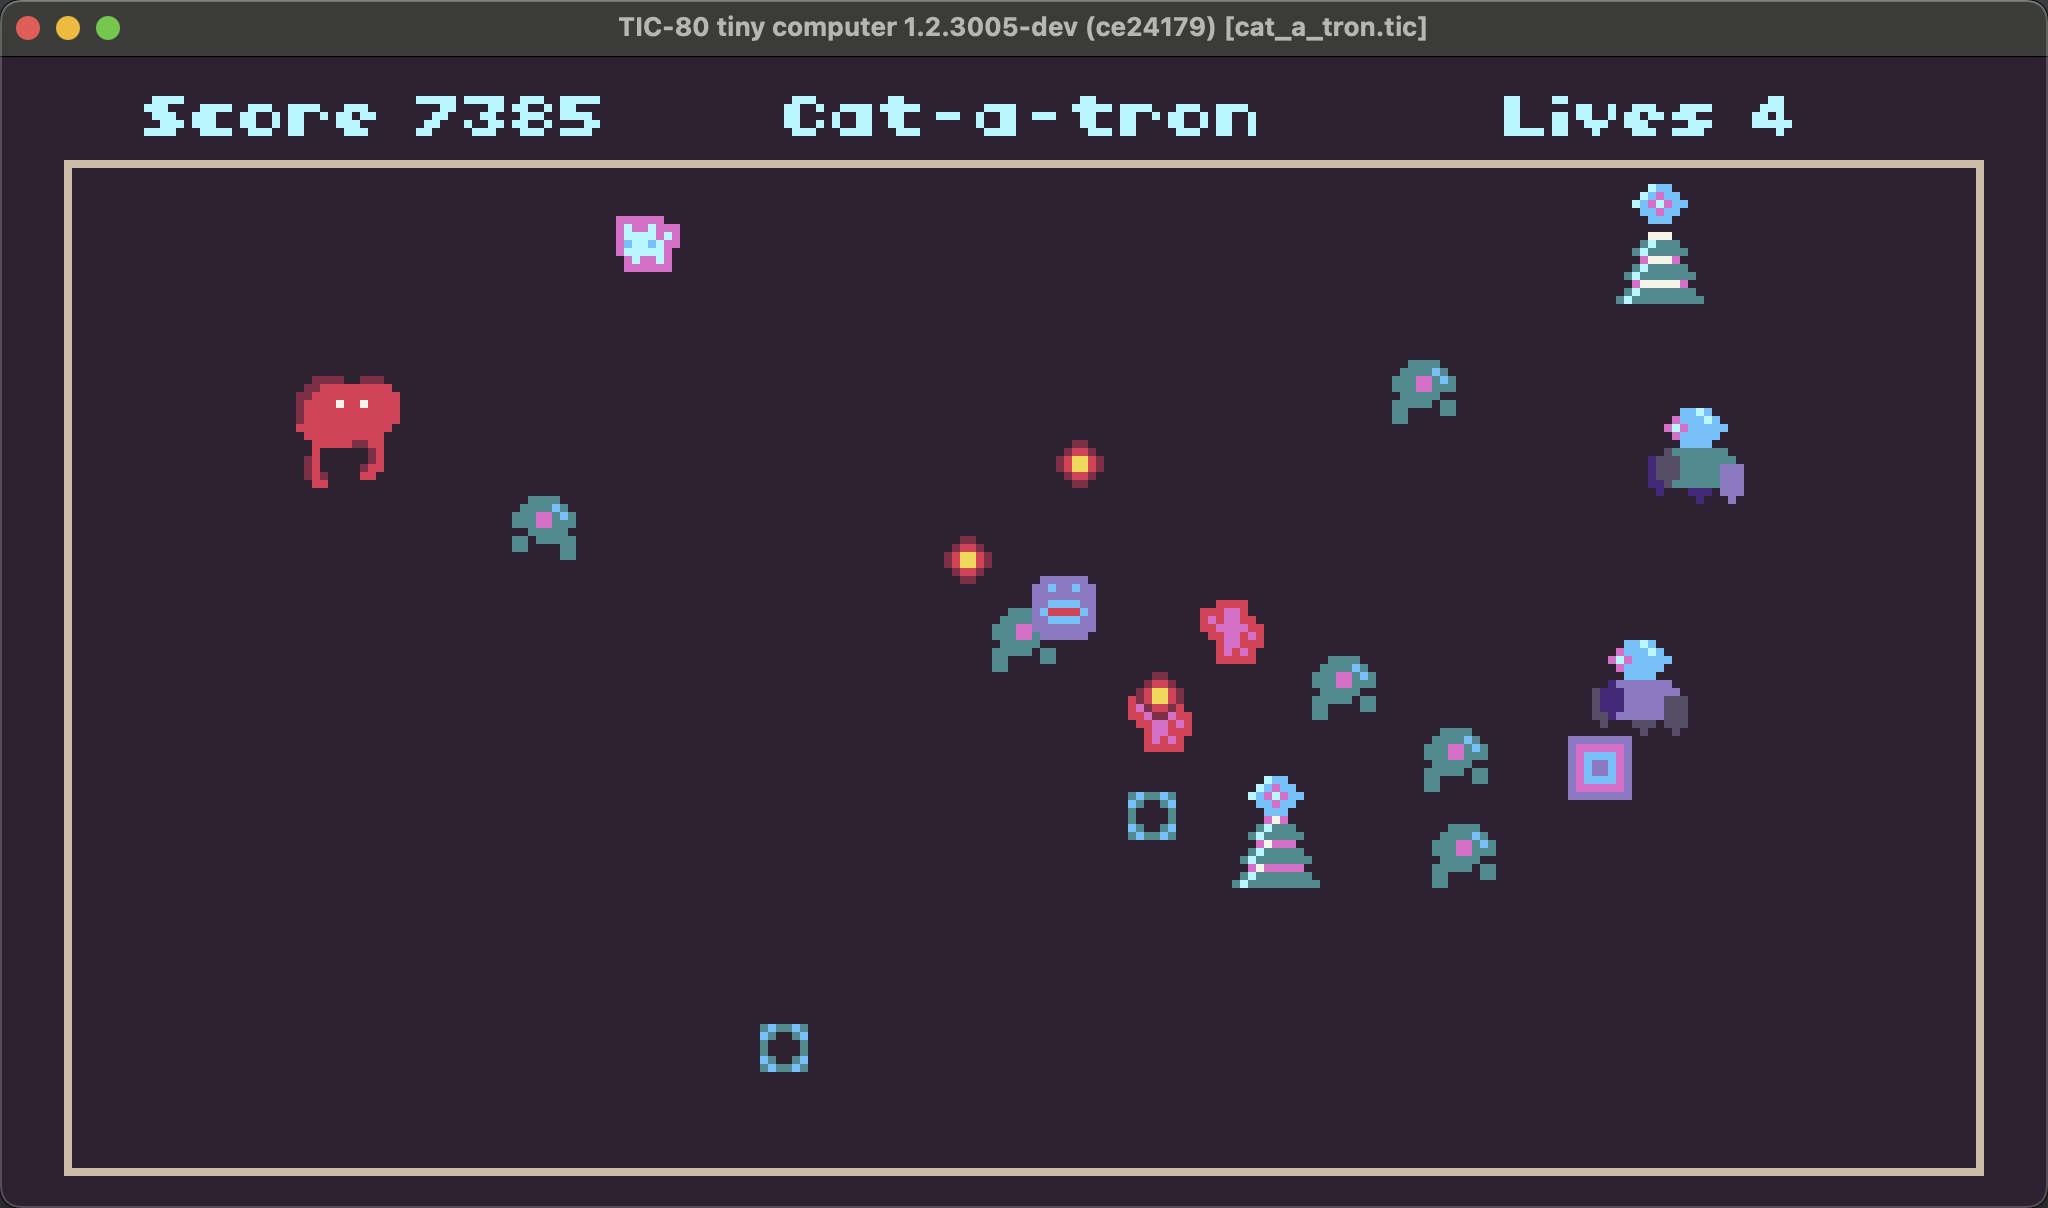 TIC-80 tiny computer 1.2.3005-dev (ce24179) [cat_a_tron.tic]
Score 7385 Cat-a-tron Lives 4